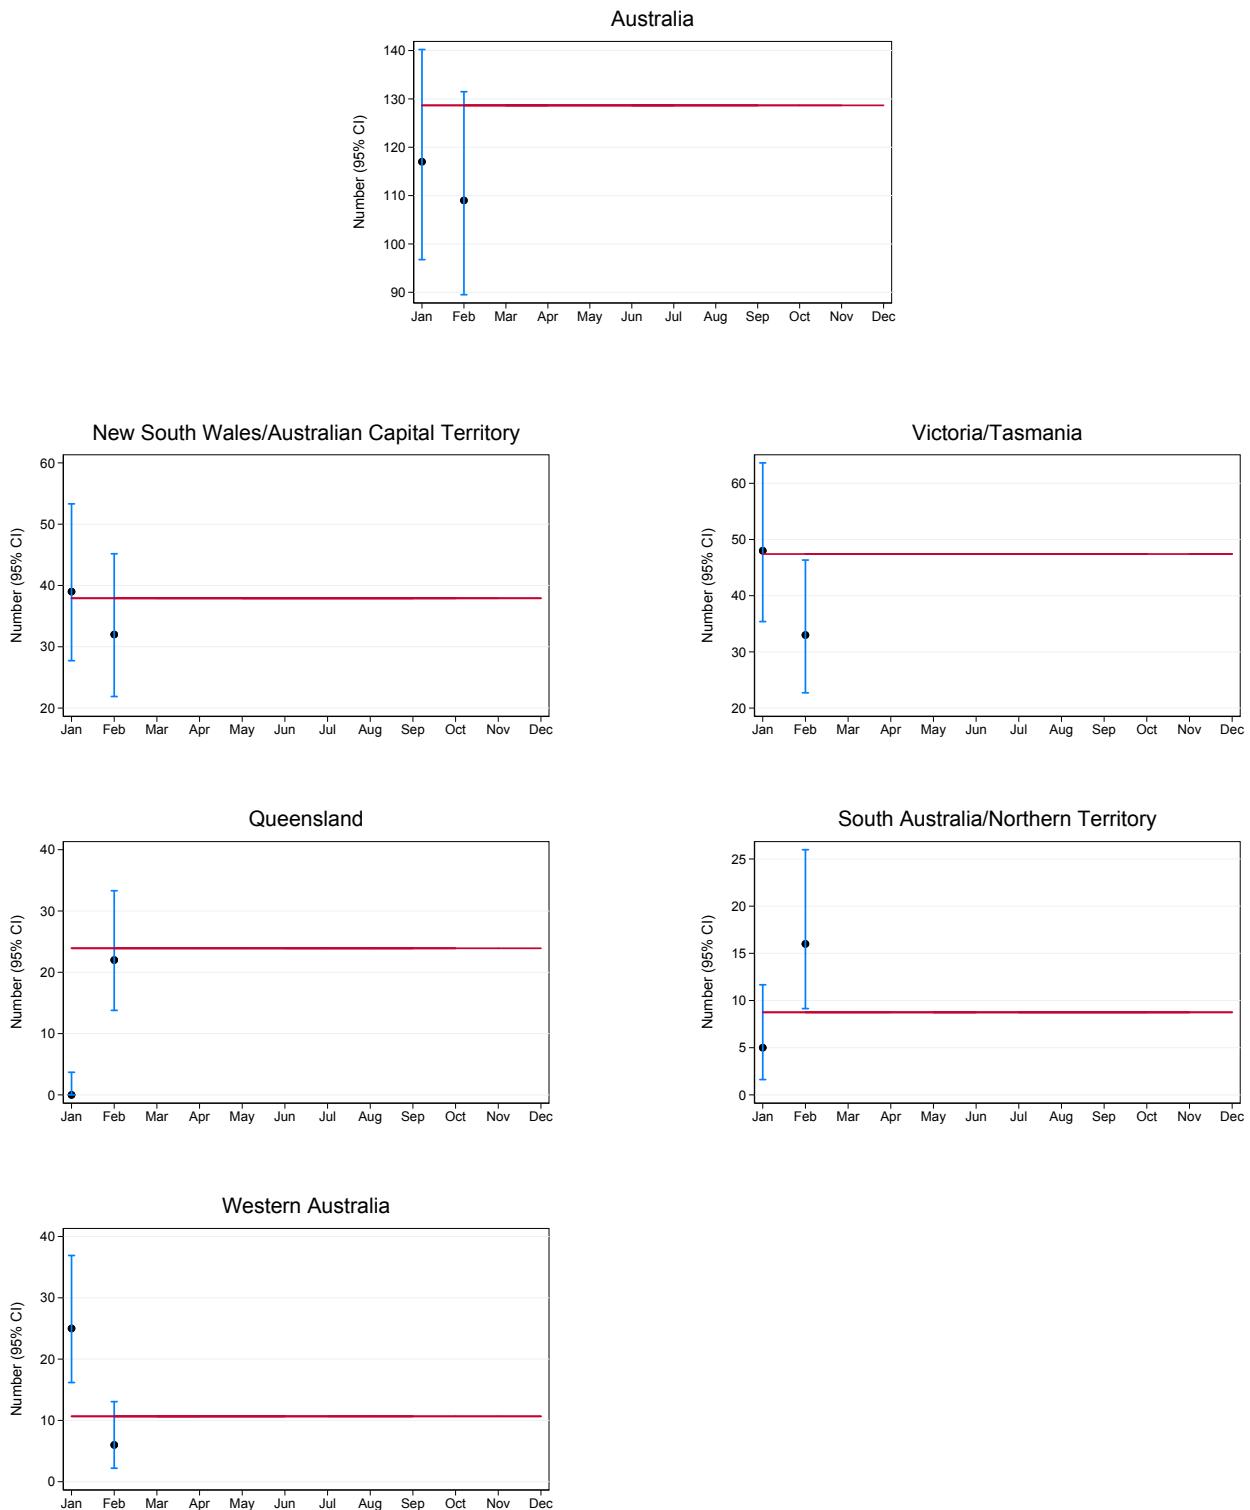 Australia
Number (95% CI)
140
130
120
110
100
90
Jan Feb Mar Apr May Jun Jul Aug Sep Oct Nov Dec
New South Wales/Australian Capital Territory
Number (95% CI)
60
50
40
30
20
Jan Feb Mar Apr May Jun Jul Aug Sep Oct Nov Dec
Victoria/Tasmania
Number (95% CI)
60
50
40
30
20
Jan Feb Mar Apr May Jun Jul Aug Sep Oct Nov Dec
Queensland
Number (95% CI)
40
30
20
10
0
Jan Feb Mar Apr May Jun Jul Aug Sep Oct Nov Dec
South Australia/Northern Territory
Number (95% CI)
25
20
15
10
5
0
Jan Feb Mar Apr May Jun Jul Aug Sep Oct Nov Dec
Western Australia
Number (95% CI)
40
30
20
10
0
Jan Feb Mar Apr May Jun Jul Aug Sep Oct Nov Dec